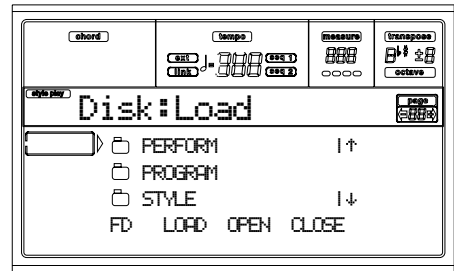 chord tempo measure transpose
ext seq 1
link seq 2
octave
style play
Disk:Load page
PERFORM
PROGRAM
STYLE
FD LOAD OPEN CLOSE